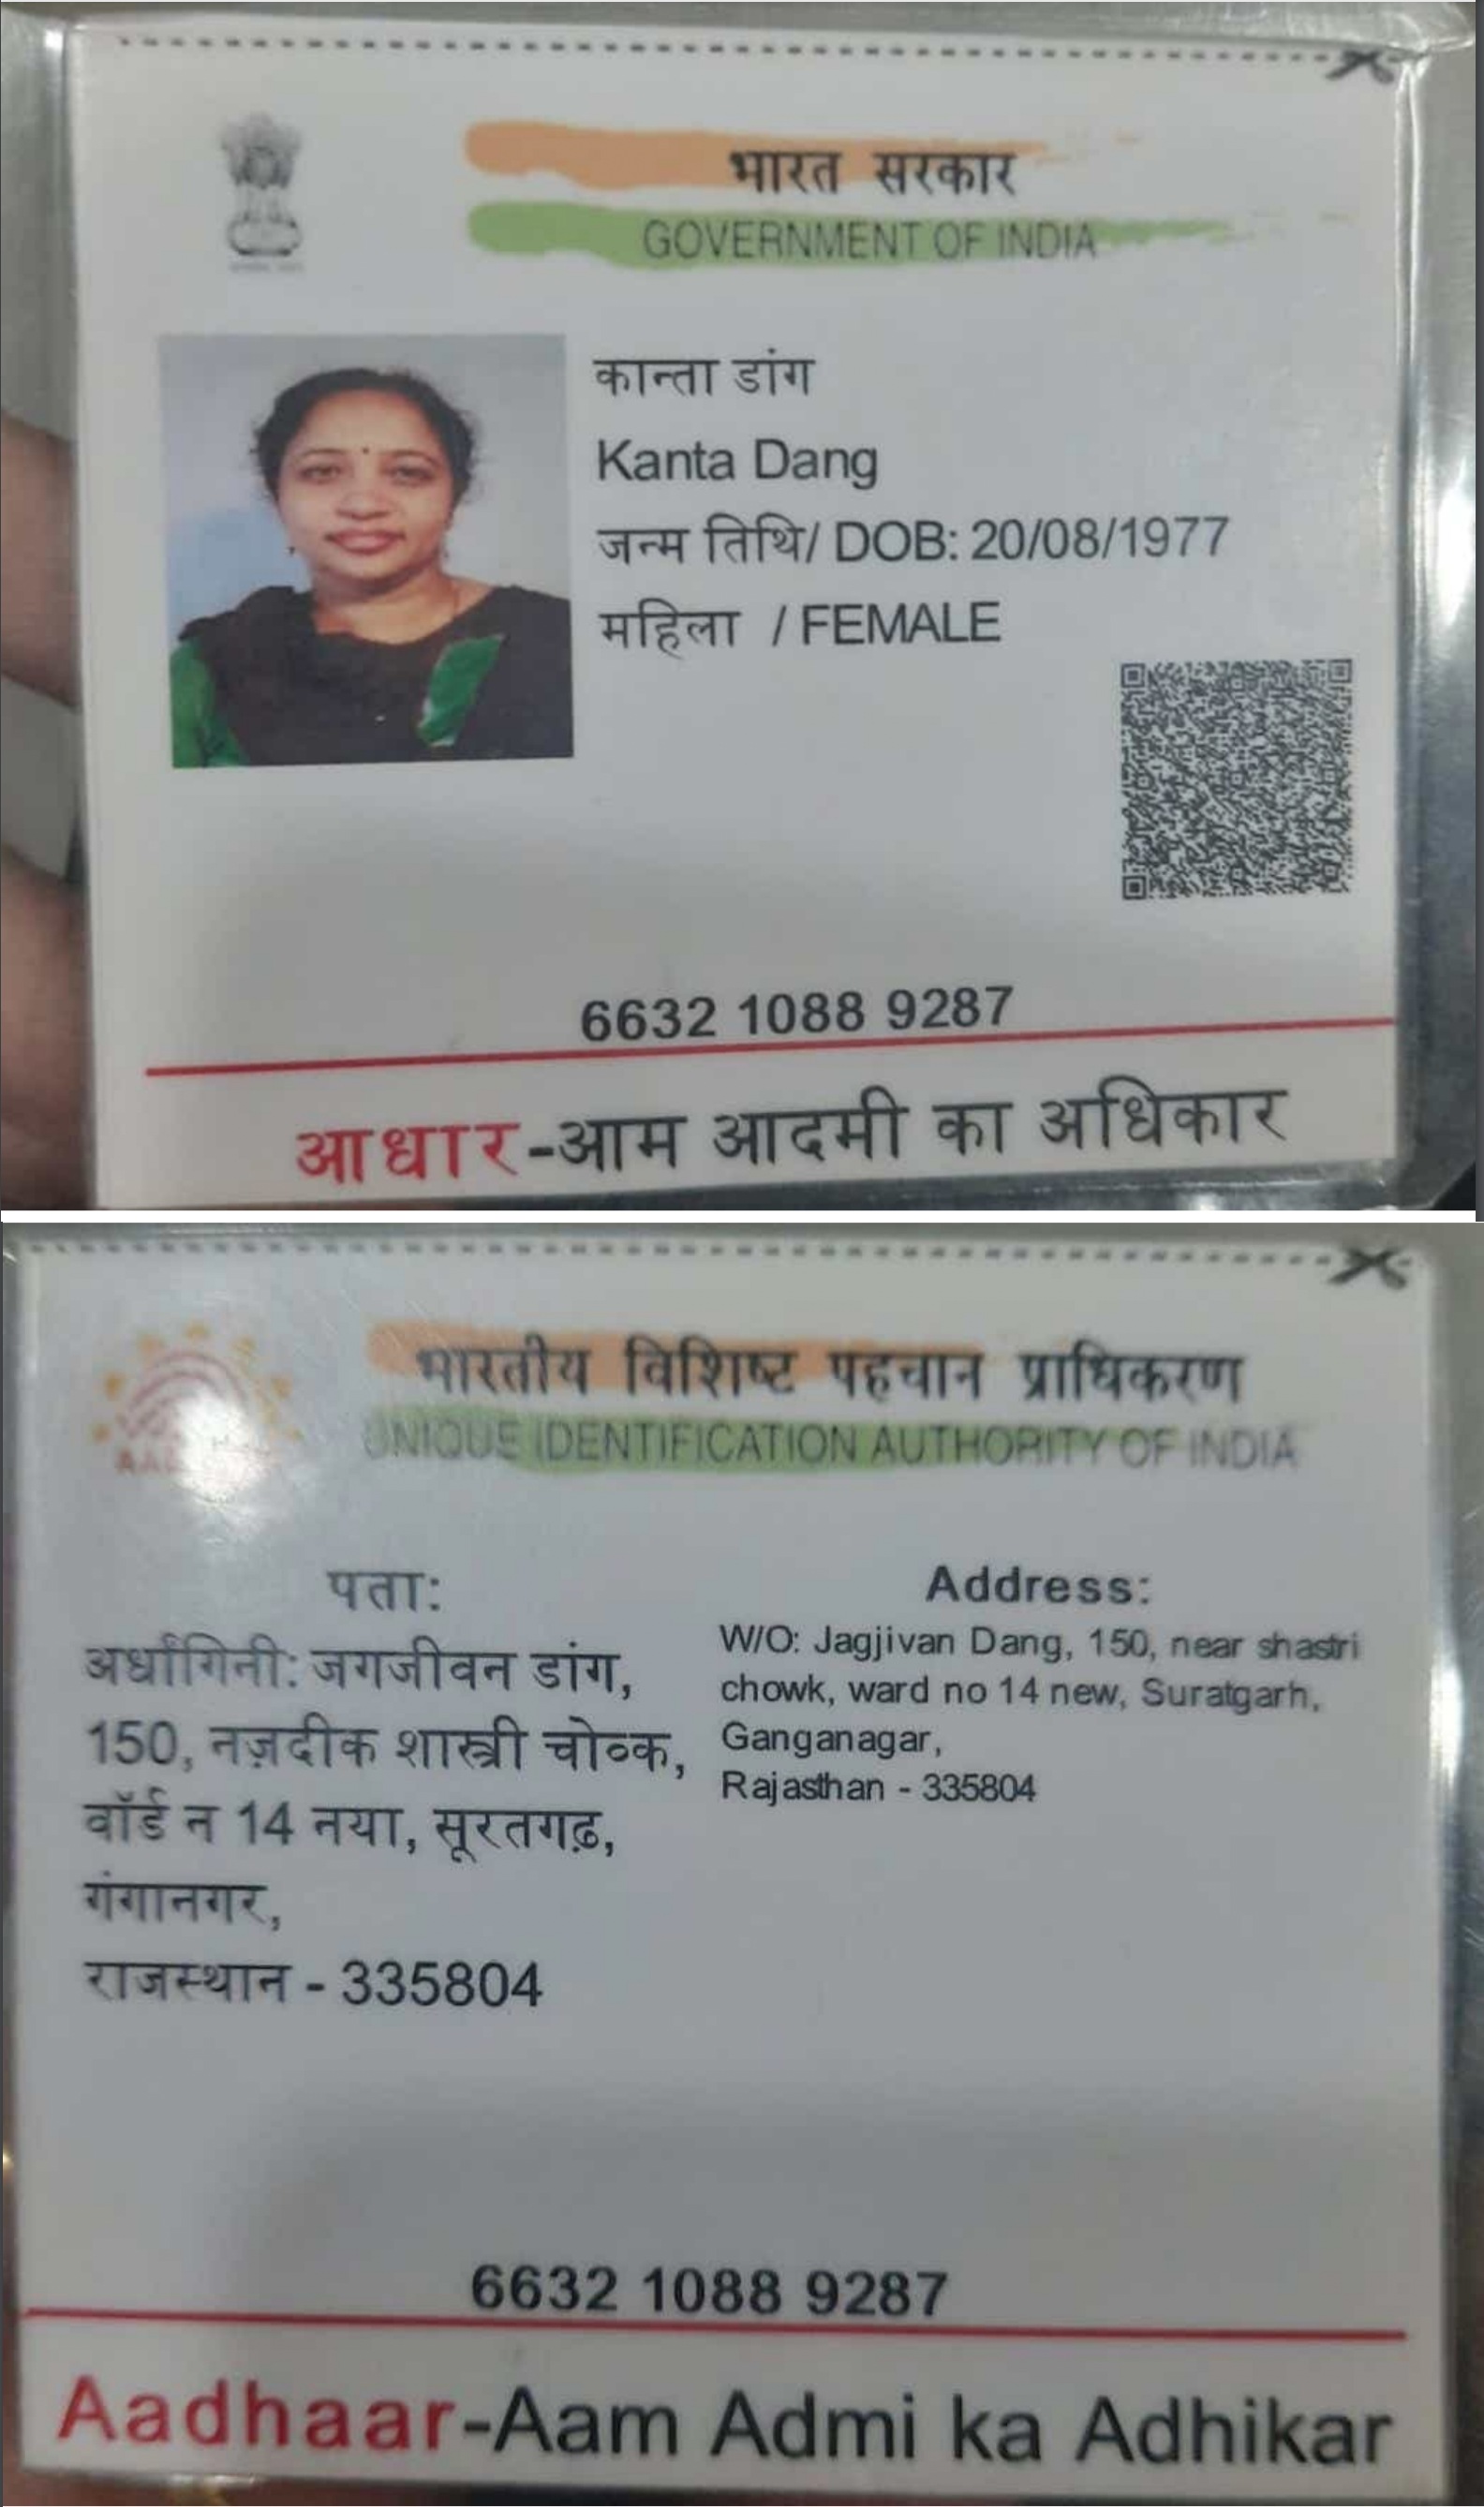 भारत सरकार
GOVERNMENT OF INDIA
कान्ता डांग
Kanta Dang
जन्म तिथि/ DOB: 20/08/1977
महिला / FEMALE
6632 1088 9287
आधार-आम आदमी का अधिकार
भारतीय विशिष्ट पहचान प्राधिकरण
UNIQUE IDENTIFICATION AUTHORITY OF INDIA
पता:
अर्धांगिनी: जगजीवन डांग,
150, नज़दीक शास्त्री चोव्क,
वॉर्ड न 14 नया, सूरतगढ़,
गंगानगर,
राजस्थान - 335804
Address:
W/O: Jagjivan Dang, 150, near shastri
chowk, ward no 14 new, Suratgarh,
Ganganagar,
Rajasthan - 335804
6632 1088 9287
Aadhaar-Aam Admi ka Adhikar